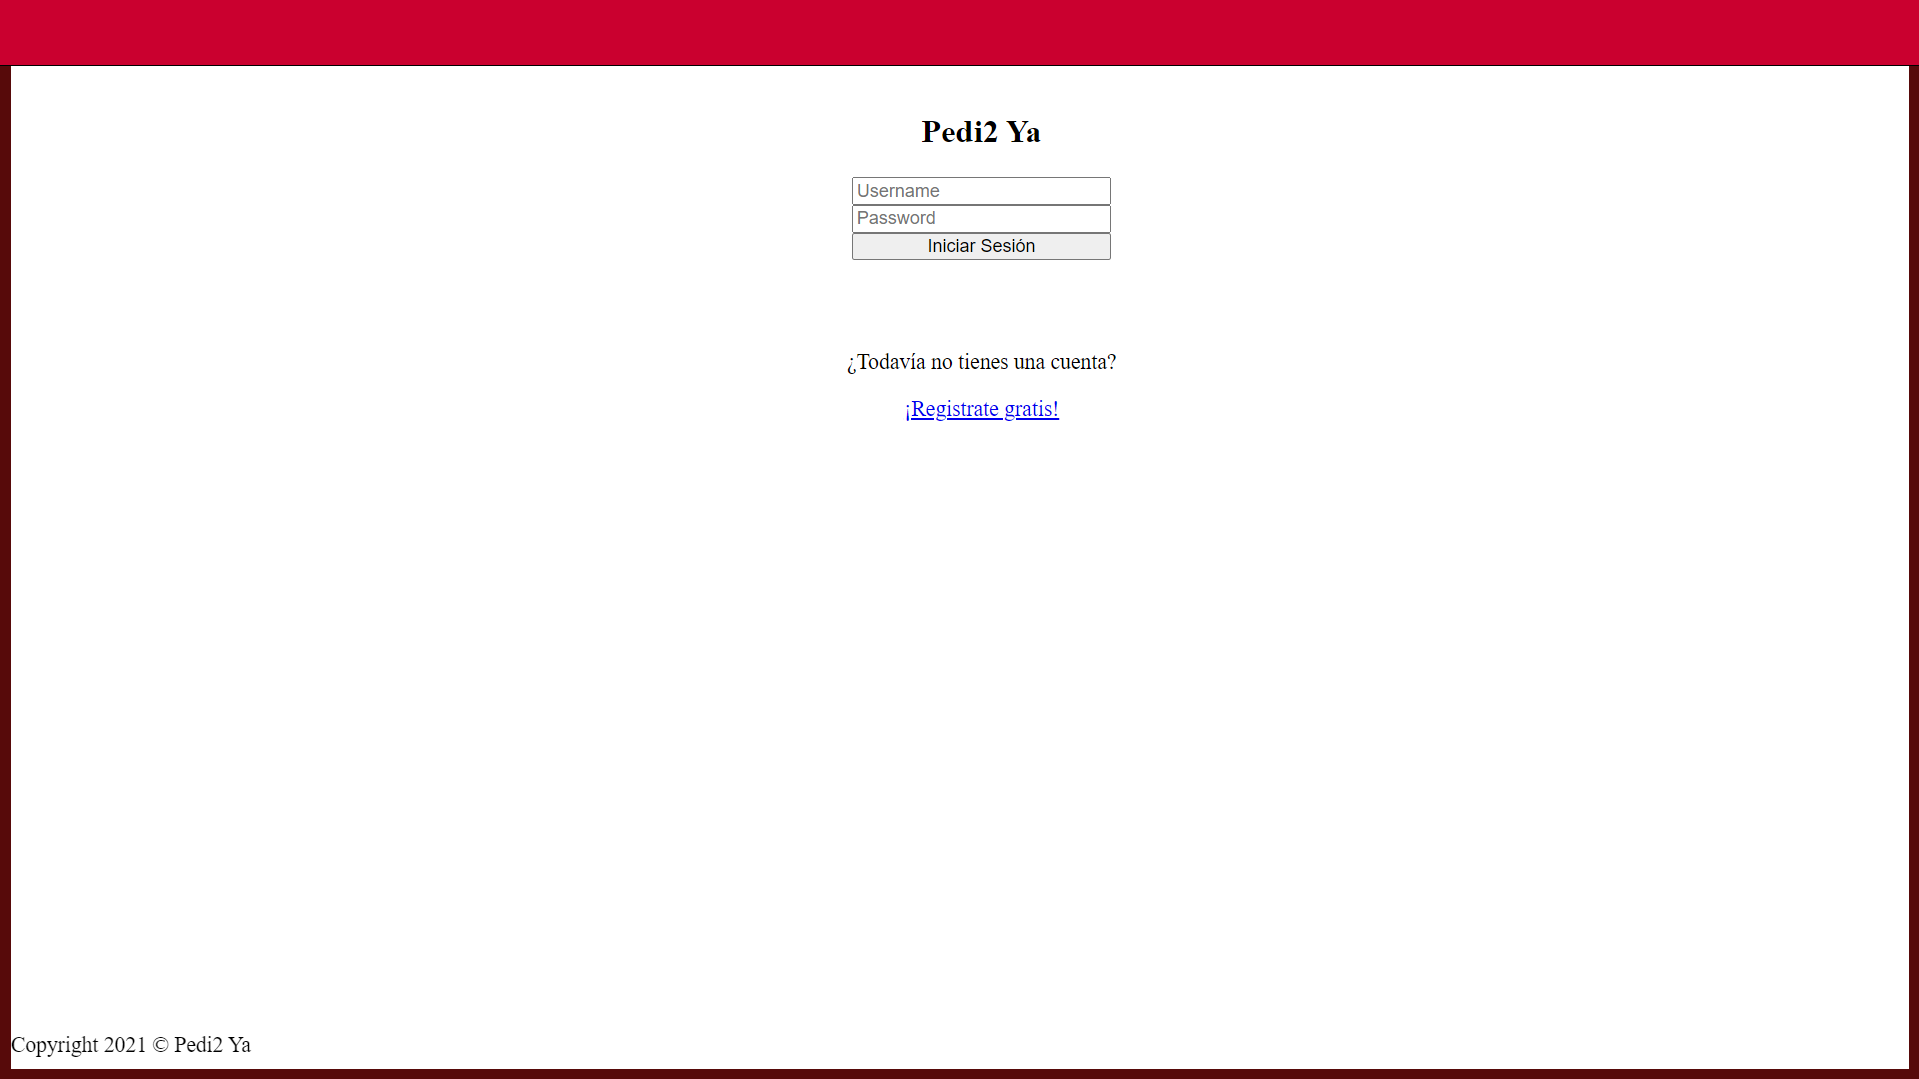 Pedi2 Ya
Username
Password
Iniciar Sesión
¿Todavía no tienes una cuenta?
¡Registrate gratis!
Copyright 2021 © Pedi2 Ya